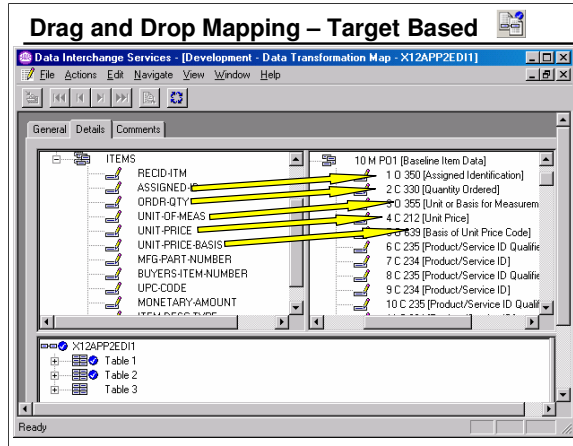 Drag and Drop Mapping – Target Based
Data Interchange Services - [Development - Data Transformation Map - X12APP2EDI1]
File Actions Edit Navigate View Window Help
General Details Comments
ITEMS
RECID-ITM
ASSIGNED-
ORDR-QTY
UNIT-OF-MEAS
UNIT-PRICE
UNIT-PRICE-BASIS
MFG-PART-NUMBER
BUYERS-ITEM-NUMBER
UPC-CODE
MONETARY-AMOUNT
10 M PO1 [Baseline Item Data]
1 O 350 [Assigned Identification]
2 C 330 [Quantity Ordered]
O 355 [Unit or Basis for Measurem
4 C 212 [Unit Price]
639 [Basis of Unit Price Code]
6 C 235 [Product/Service ID Qualifie
7 C 234 [Product/Service ID]
8 C 235 [Product/Service ID Qualifie
9 C 234 [Product/Service ID]
10 C 235 [Product/Service ID Qualif
X12APP2EDI1
Table 1
Table 2
Table 3
Ready